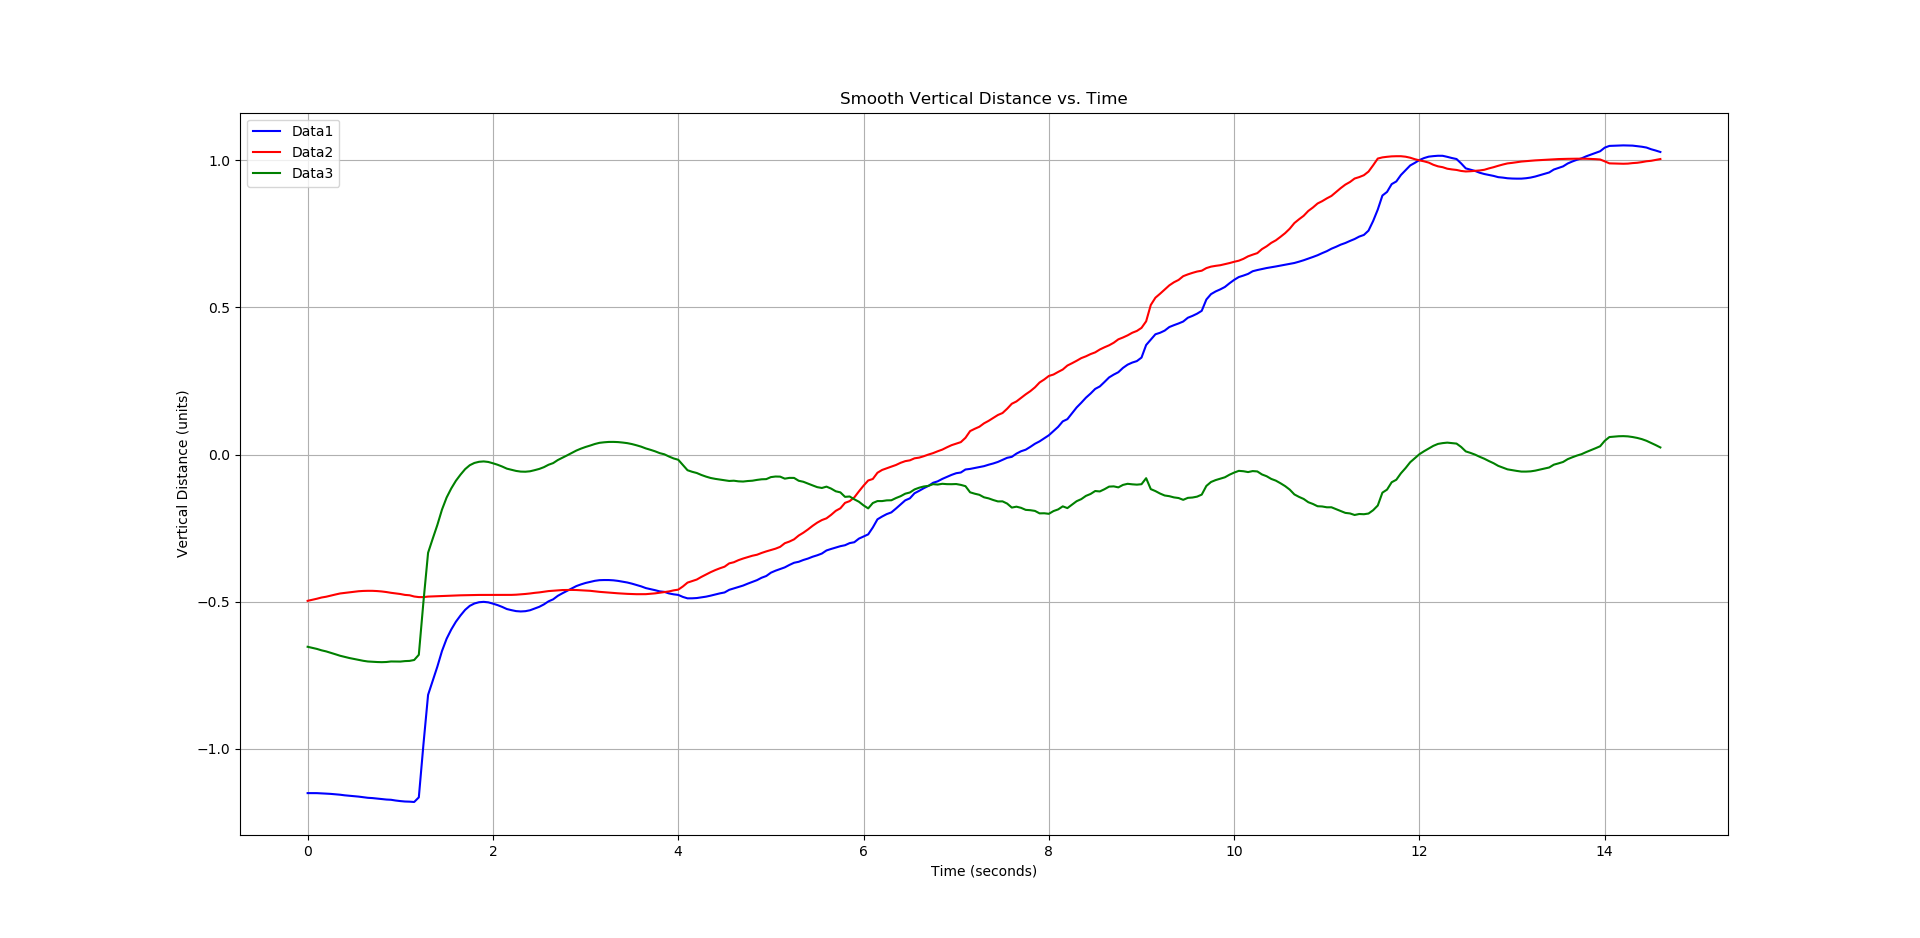 Smooth Vertical Distance vs. Time
Data1
Data2
Data3
1.0
0.5
0.0
−0.5
−1.0
Vertical Distance (units)
0 2 4 6 8 10 12 14
Time (seconds)